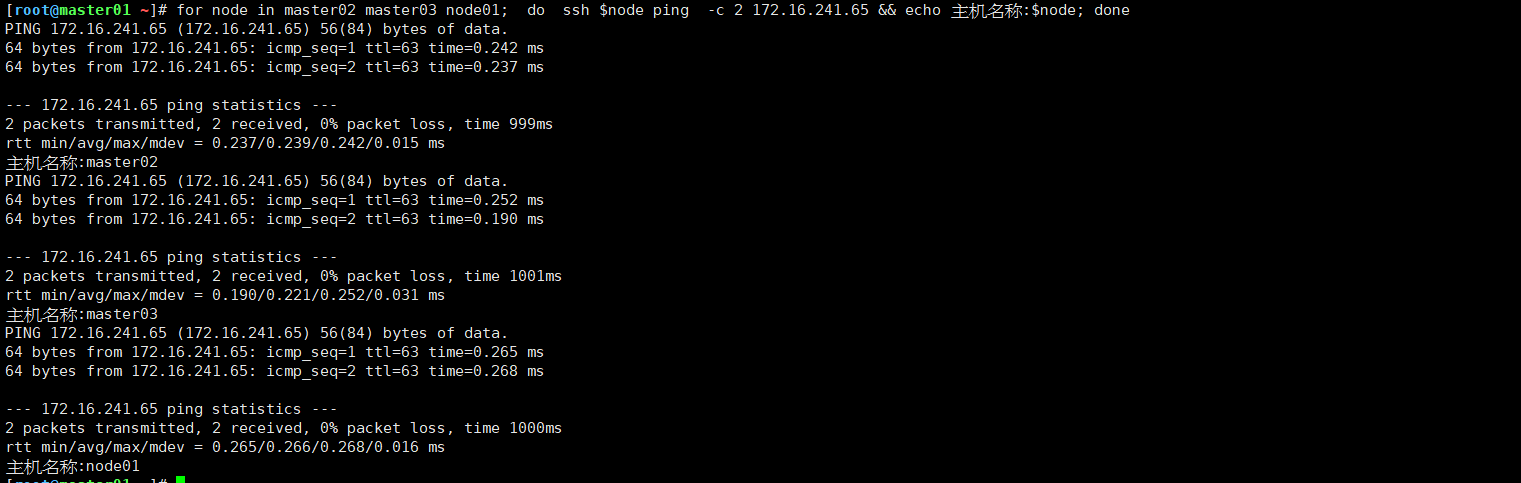 [root@master01 ~]# for node in master02 master03 node01;  do  ssh $node ping  -c 2 172.16.241.65 && echo 主机名称:$node; done
PING 172.16.241.65 (172.16.241.65) 56(84) bytes of data.
64 bytes from 172.16.241.65: icmp_seq=1 ttl=63 time=0.242 ms
64 bytes from 172.16.241.65: icmp_seq=2 ttl=63 time=0.237 ms

--- 172.16.241.65 ping statistics ---
2 packets transmitted, 2 received, 0% packet loss, time 999ms
rtt min/avg/max/mdev = 0.237/0.239/0.242/0.015 ms
主机名称:master02
PING 172.16.241.65 (172.16.241.65) 56(84) bytes of data.
64 bytes from 172.16.241.65: icmp_seq=1 ttl=63 time=0.252 ms
64 bytes from 172.16.241.65: icmp_seq=2 ttl=63 time=0.190 ms

--- 172.16.241.65 ping statistics ---
2 packets transmitted, 2 received, 0% packet loss, time 1001ms
rtt min/avg/max/mdev = 0.190/0.221/0.252/0.031 ms
主机名称:master03
PING 172.16.241.65 (172.16.241.65) 56(84) bytes of data.
64 bytes from 172.16.241.65: icmp_seq=1 ttl=63 time=0.265 ms
64 bytes from 172.16.241.65: icmp_seq=2 ttl=63 time=0.268 ms

--- 172.16.241.65 ping statistics ---
2 packets transmitted, 2 received, 0% packet loss, time 1000ms
rtt min/avg/max/mdev = 0.265/0.266/0.268/0.016 ms
主机名称:node01
[root@master01 ~]#